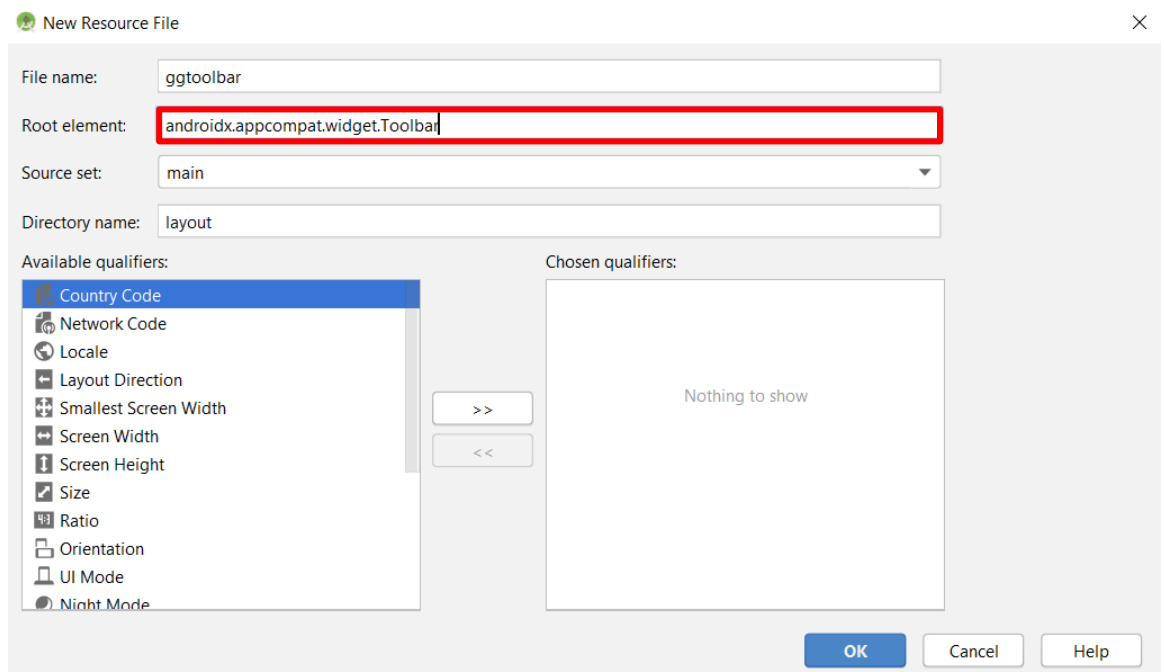 New Resource File
File name: ggtoolbar
Root element: androidx.appcompat.widget.Toolbar
Source set: main
Directory name: layout
Available qualifiers:
Country Code
Network Code
Locale
Layout Direction
Smallest Screen Width
Screen Width
Screen Height
Size
Ratio
Orientation
UI Mode
Night Mode
>>
<<
Chosen qualifiers:
Nothing to show
OK Cancel Help